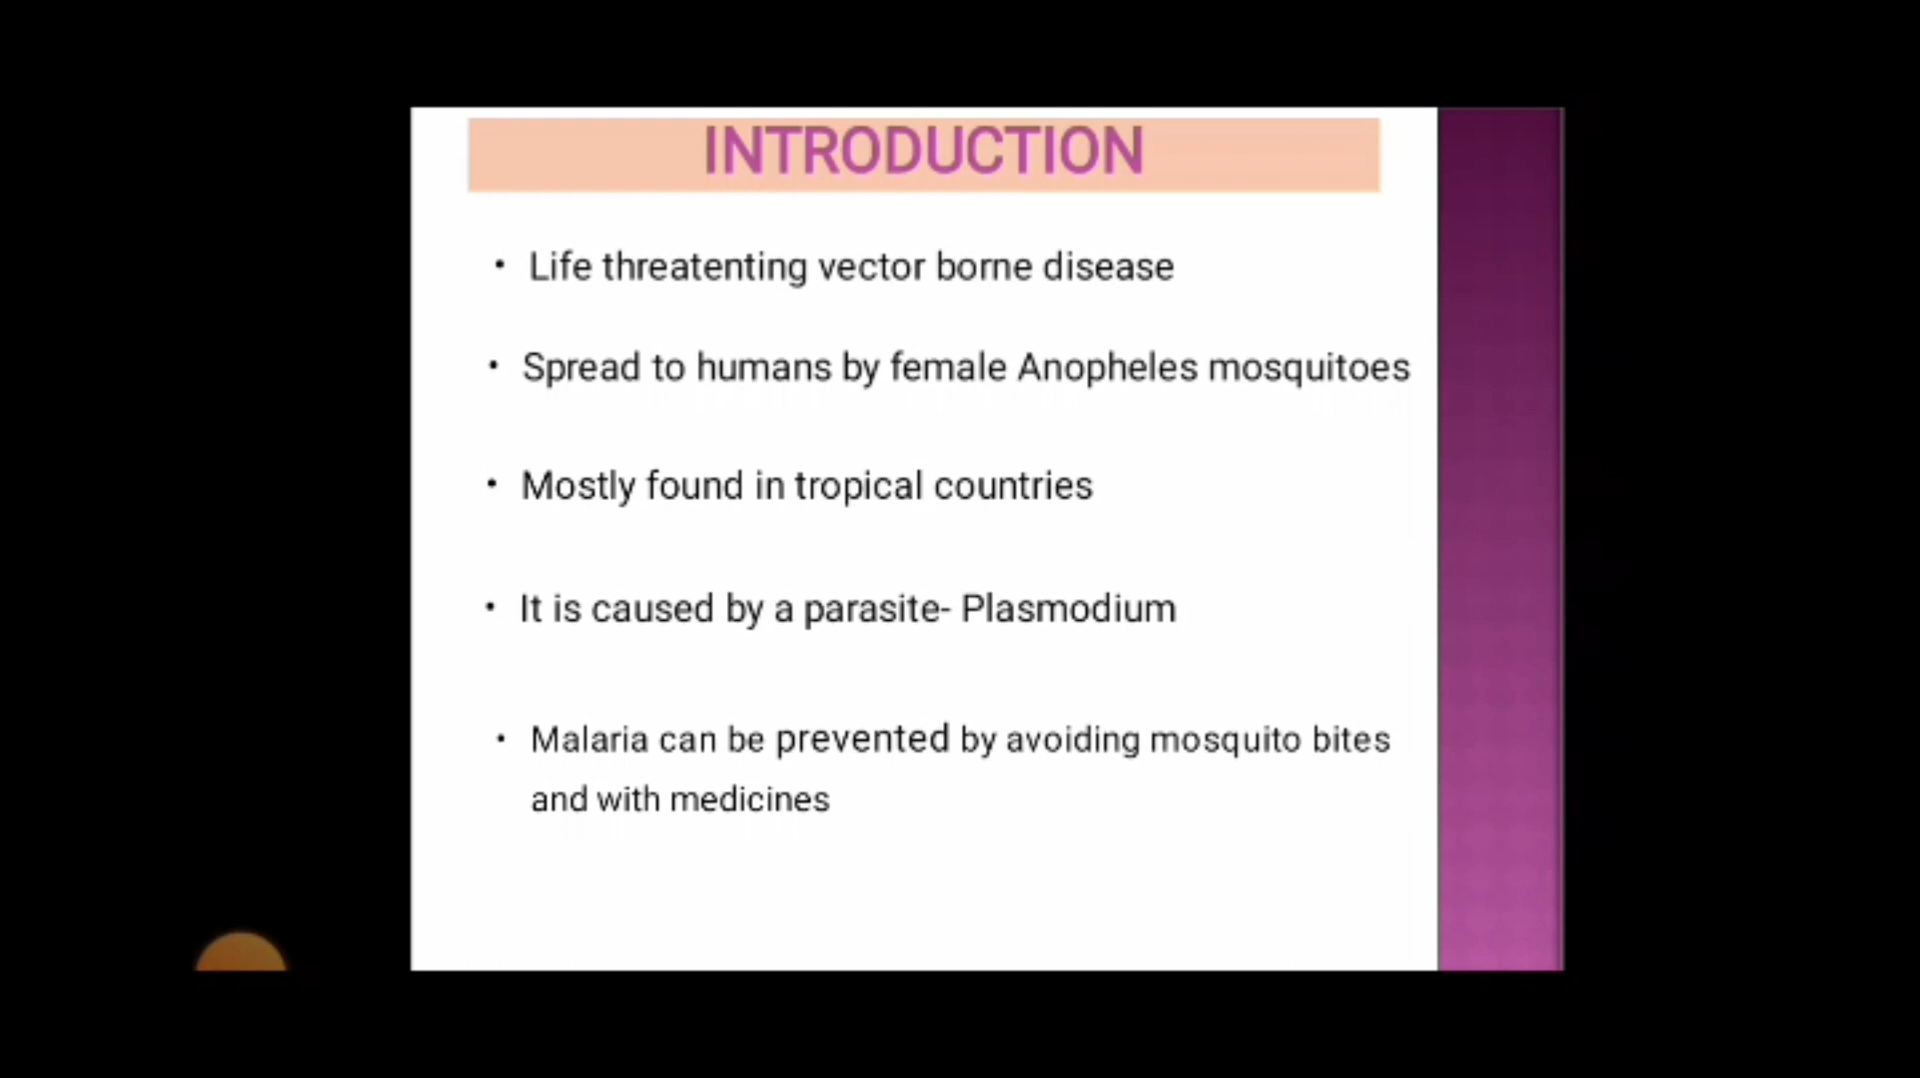 INTRODUCTION
• Life threatenting vector borne disease
• Spread to humans by female Anopheles mosquitoes
• Mostly found in tropical countries
• It is caused by a parasite- Plasmodium
• Malaria can be prevented by avoiding mosquito bites
and with medicines